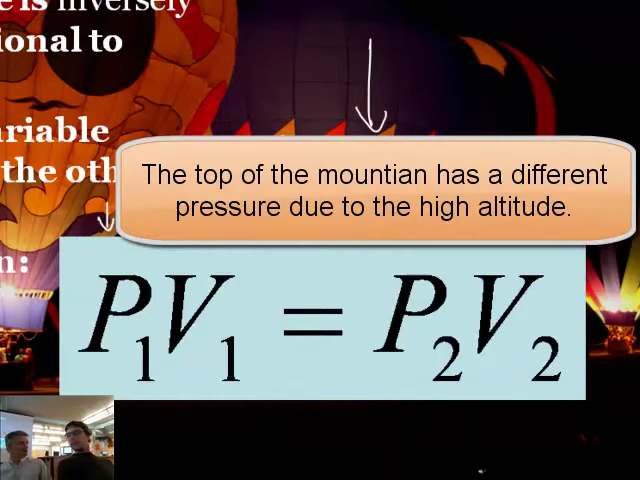 e is inversely
ional to
ariable
the oth
The top of the mountian has a different
pressure due to the high altitude.
n:
P₁V₁ = P₂V₂